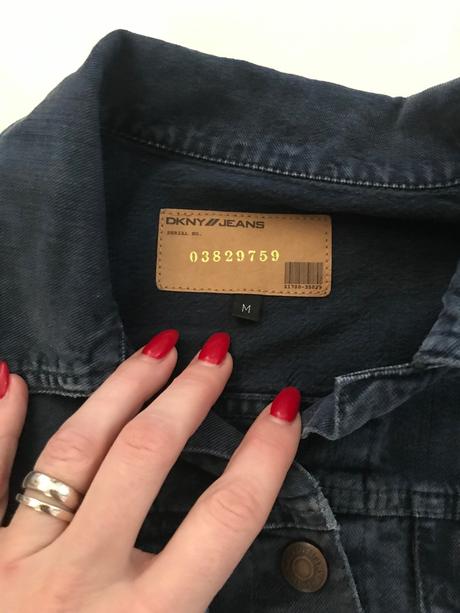 DKNY//JEANS
SERIAL NO.
03829759
M